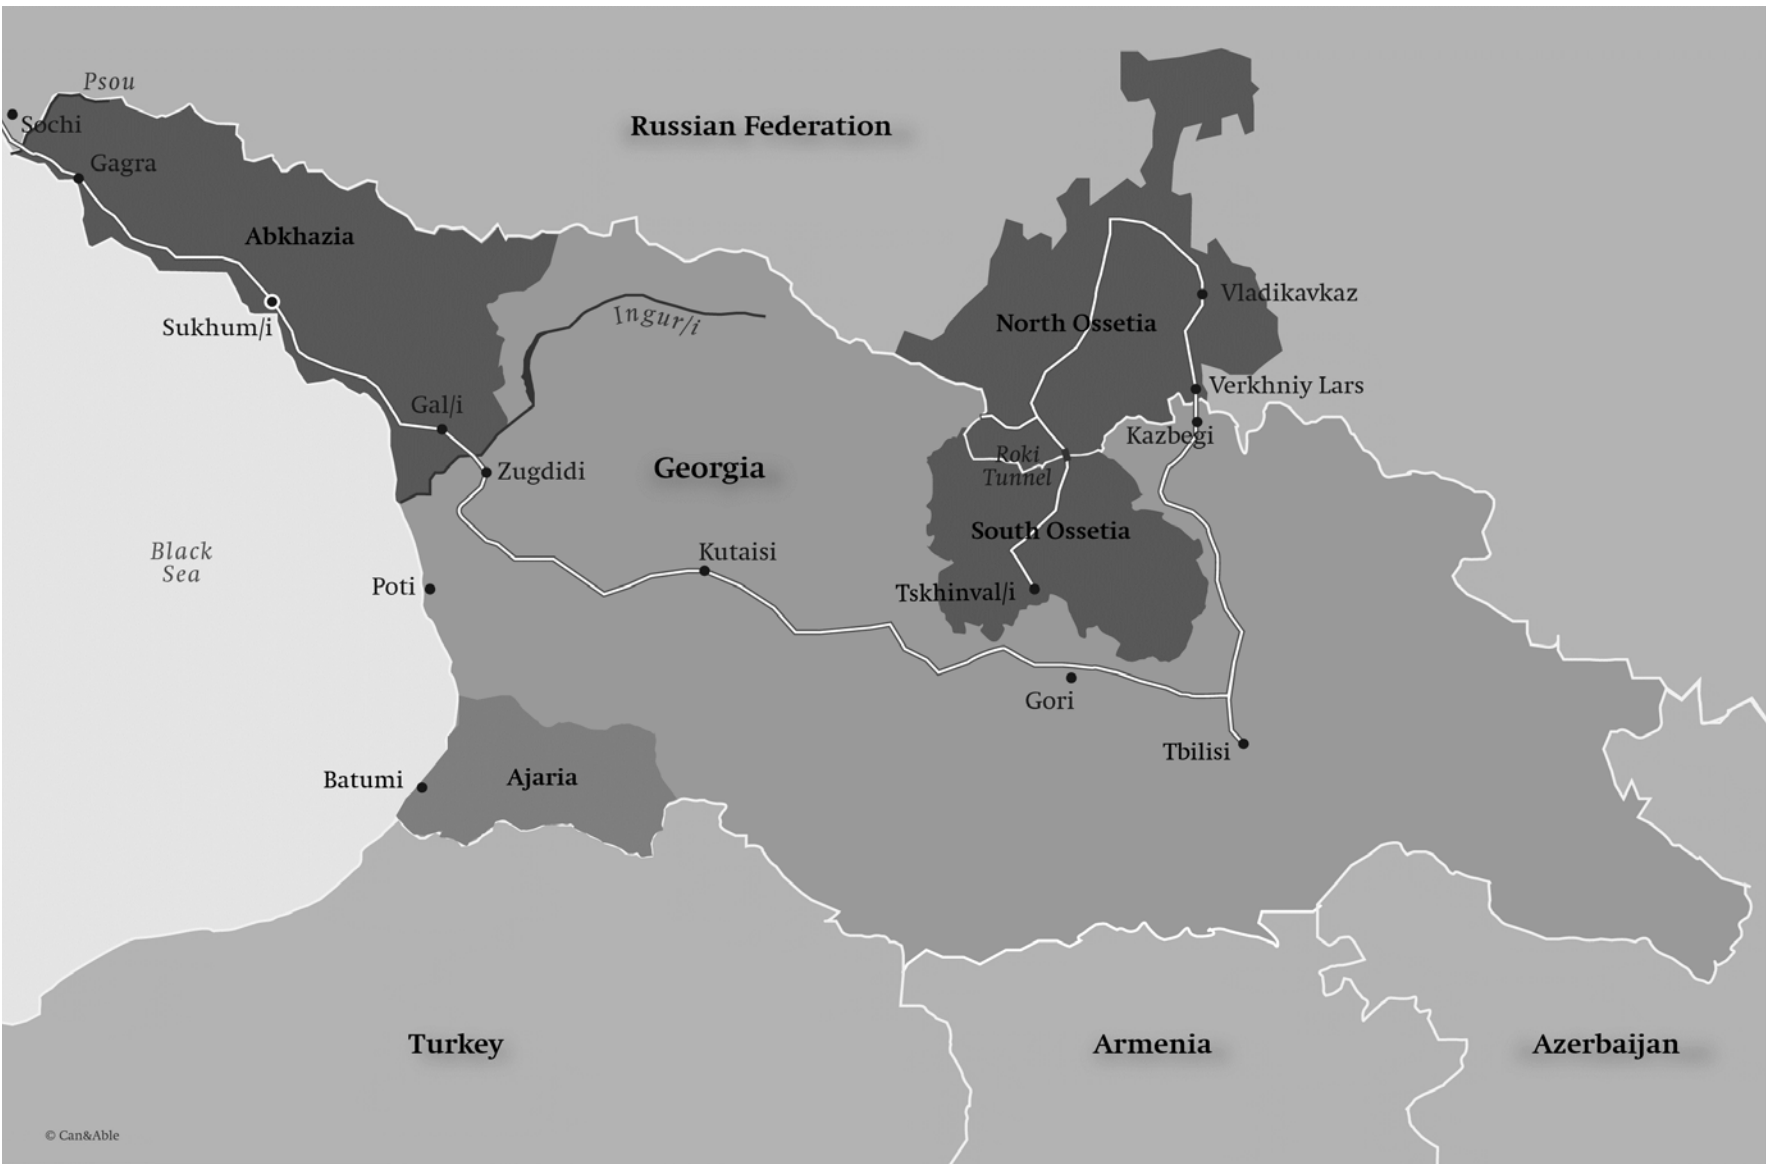 Psou
Sochi
Russian Federation
Gagra
Abkhazia
Vladikavkaz
Sukhum/i
Ingur/i
North Ossetia
Verkhniy Lars
Gal/i
Kazbegi
Roki
Tunnel
Zugdidi
Georgia
South Ossetia
Black
Sea
Kutaisi
Poti
Tskhinval/i
Gori
Tbilisi
Batumi
Ajaria
Turkey
Armenia
Azerbaijan
© Can&Able